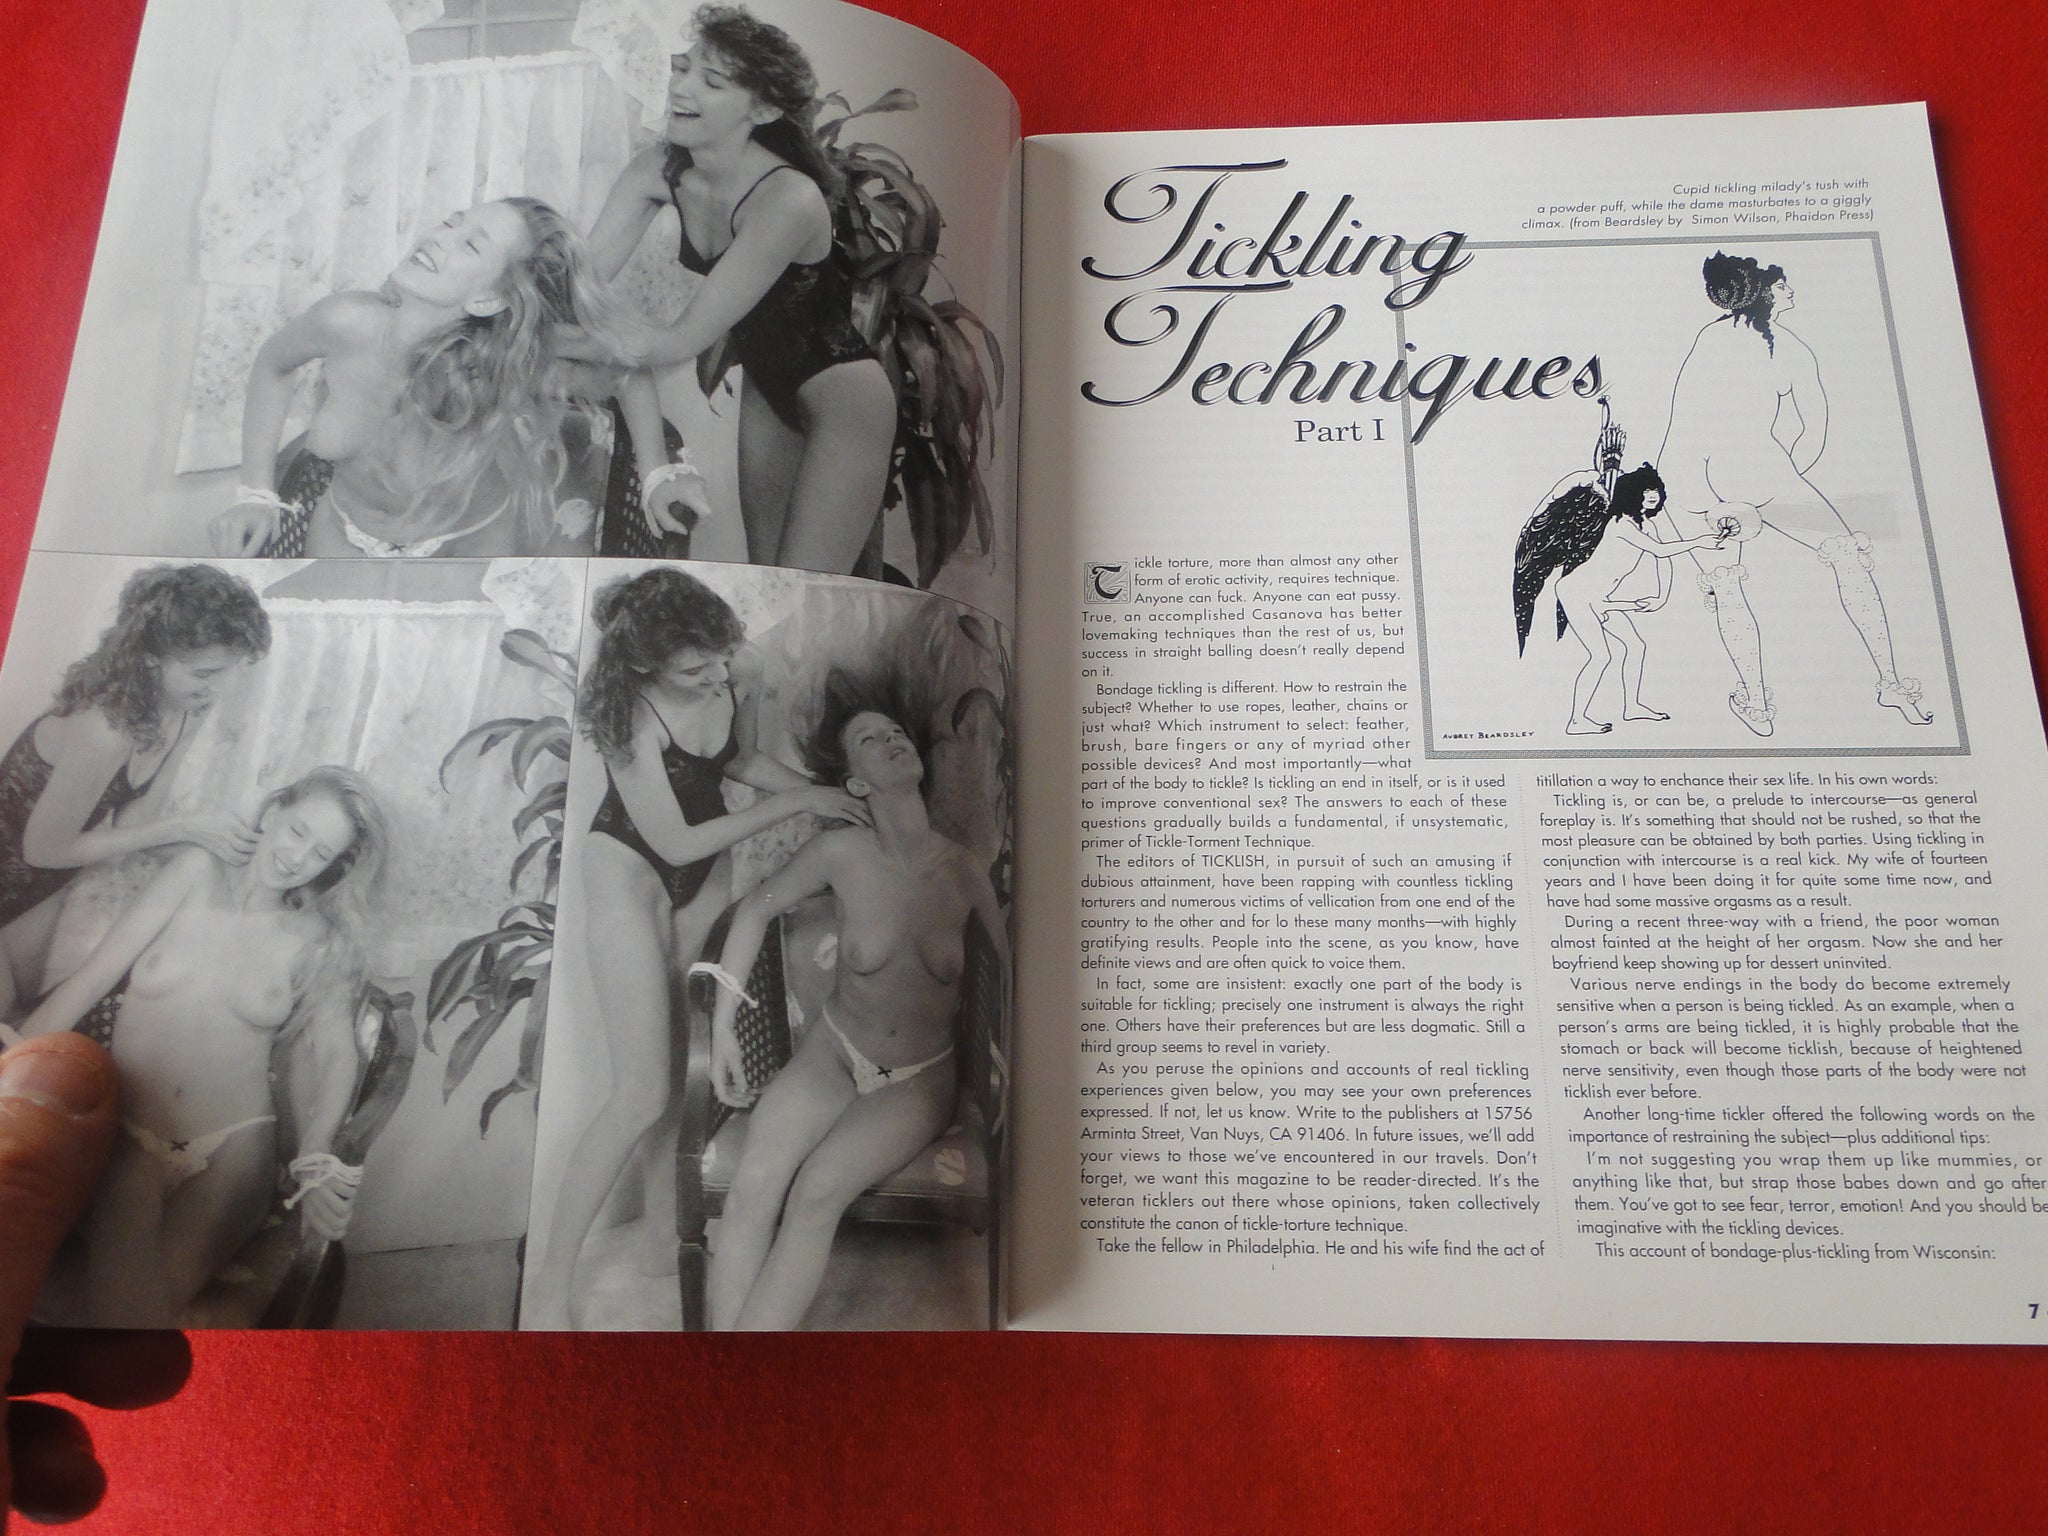 Tickling
Techniques
Part I
Cupid tickling milady's tush with
a powder puff, while the dame masturbates to a giggly
climax. (from Beardsley by Simon Wilson, Phaidon Press)
AUBREY BEARDSLEY
Tickle torture, more than almost any other
form of erotic activity, requires technique.
Anyone can fuck. Anyone can eat pussy.
True, an accomplished Casanova has better
lovemaking techniques than the rest of us, but
success in straight balling doesn't really depend
on it.
Bondage tickling is different. How to restrain the
subject? Whether to use ropes, leather, chains or
just what? Which instrument to select: feather,
brush, bare fingers or any of myriad other
possible devices? And most importantly—what
part of the body to tickle? Is tickling an end in itself, or is it used
to improve conventional sex? The answers to each of these
questions gradually builds a fundamental, if unsystematic,
primer of Tickle-Torment Technique.
The editors of TICKLISH, in pursuit of such an amusing if
dubious attainment, have been rapping with countless tickling
torturers and numerous victims of vellication from one end of the
country to the other and for lo these many months—with highly
gratifying results. People into the scene, as you know, have
definite views and are often quick to voice them.
In fact, some are insistent: exactly one part of the body is
suitable for tickling; precisely one instrument is always the right
one. Others have their preferences but are less dogmatic. Still a
third group seems to revel in variety.
As you peruse the opinions and accounts of real tickling
experiences given below, you may see your own preferences
expressed. If not, let us know. Write to the publishers at 15756
Arminta Street, Van Nuys, CA 91406. In future issues, we'll add
your views to those we've encountered in our travels. Don't
forget, we want this magazine to be reader-directed. It's the
veteran ticklers out there whose opinions, taken collectively
constitute the canon of tickle-torture technique.
Take the fellow in Philadelphia. He and his wife find the act of
titillation a way to enchance their sex life. In his own words:
Tickling is, or can be, a prelude to intercourse—as general
foreplay is. It's something that should not be rushed, so that the
most pleasure can be obtained by both parties. Using tickling in
conjunction with intercourse is a real kick. My wife of fourteen
years and I have been doing it for quite some time now, and
have had some massive orgasms as a result.
During a recent three-way with a friend, the poor woman
almost fainted at the height of her orgasm. Now she and her
boyfriend keep showing up for dessert uninvited.
Various nerve endings in the body do become extremely
sensitive when a person is being tickled. As an example, when a
person's arms are being tickled, it is highly probable that the
stomach or back will become ticklish, because of heightened
nerve sensitivity, even though those parts of the body were not
ticklish ever before.
Another long-time tickler offered the following words on the
importance of restraining the subject—plus additional tips:
I'm not suggesting you wrap them up like mummies, or
anything like that, but strap those babes down and go after
them. You've got to see fear, terror, emotion! And you should be
imaginative with the tickling devices.
This account of bondage-plus-tickling from Wisconsin:
7